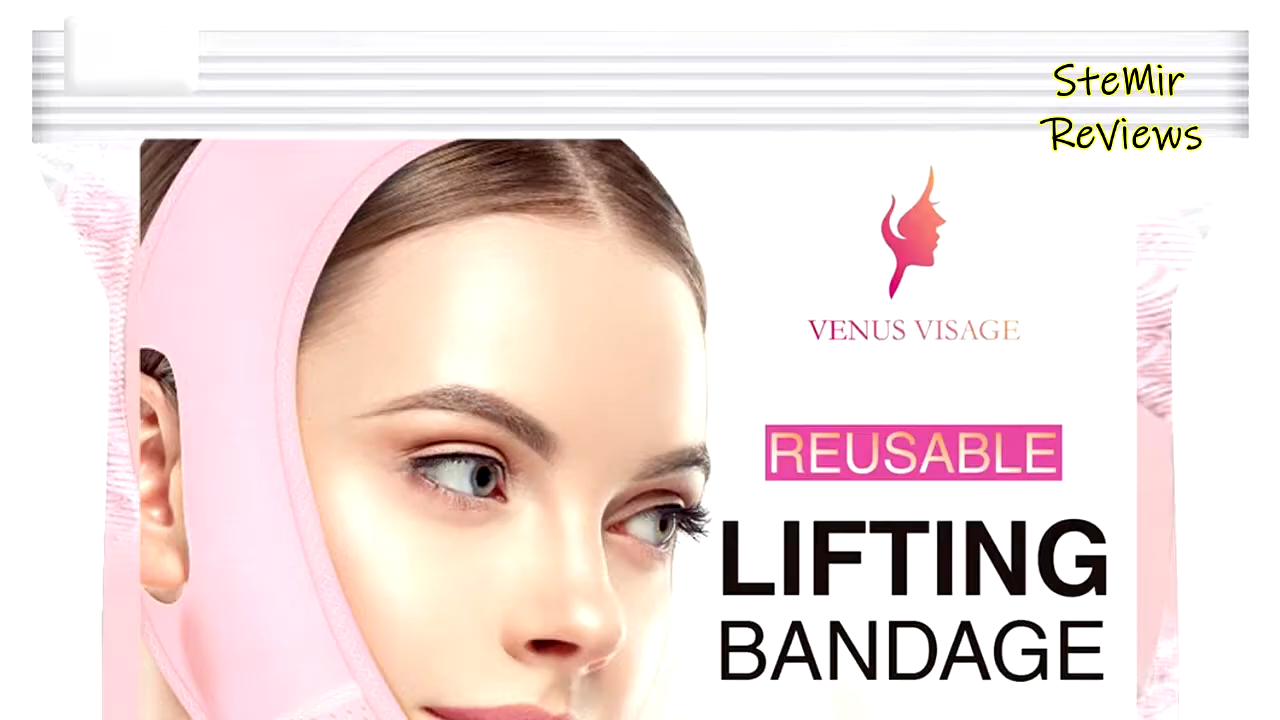 SteMir
ReViews
VENUS VISAGE
REUSABLE
LIFTING
BANDAGE